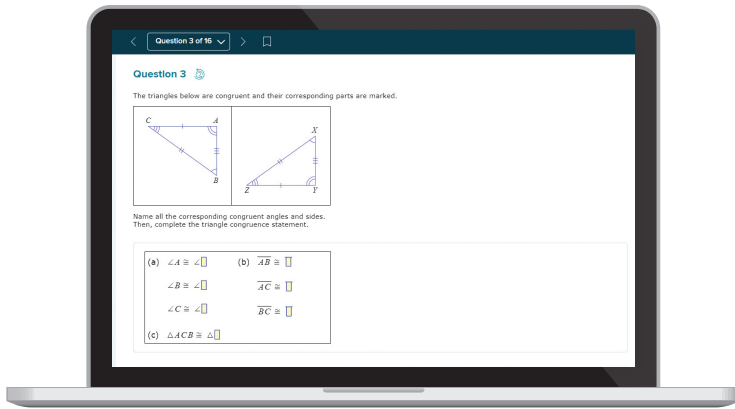 Question 3 of 16
Question 3
The triangles below are congruent and their corresponding parts are marked.
C A
B
X
Z Y
Name all the corresponding congruent angles and sides.
Then, complete the triangle congruence statement.
(a) ∠A ≅ ∠ (b) AB ≅
∠B ≅ ∠ AC ≅
∠C ≅ ∠ BC ≅
(c) △ACB ≅ △